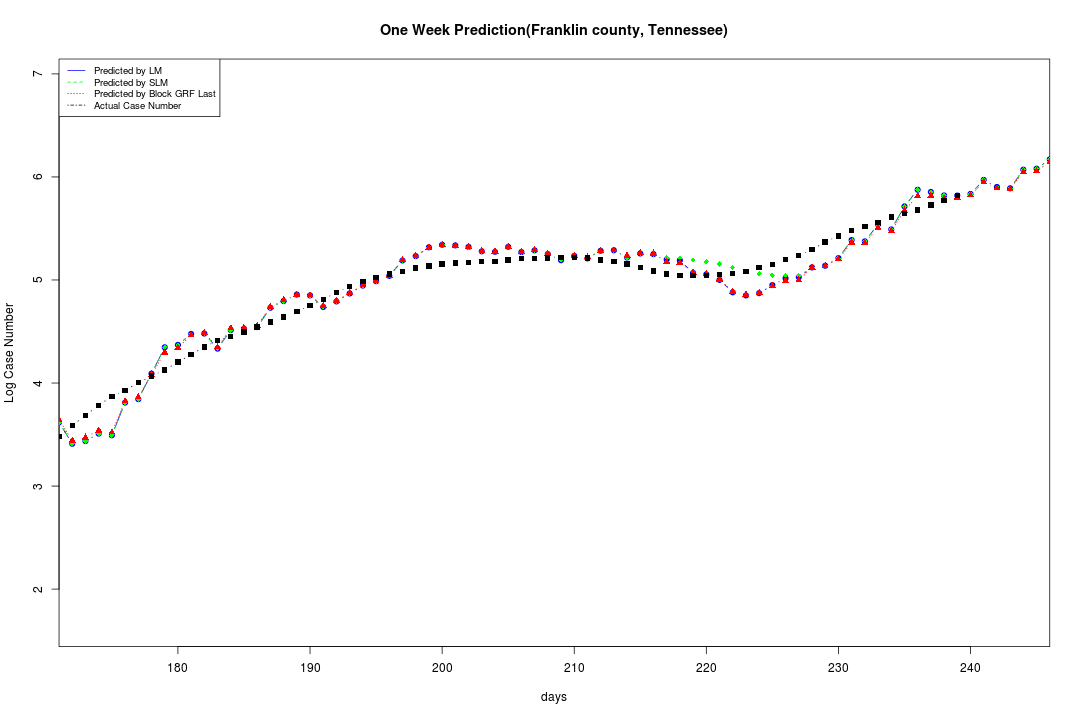 One Week Prediction(Franklin county, Tennessee)
Predicted by LM
Predicted by SLM
Predicted by Block GRF Last
Actual Case Number
7
6
5
4
3
2
Log Case Number
180 190 200 210 220 230 240
days